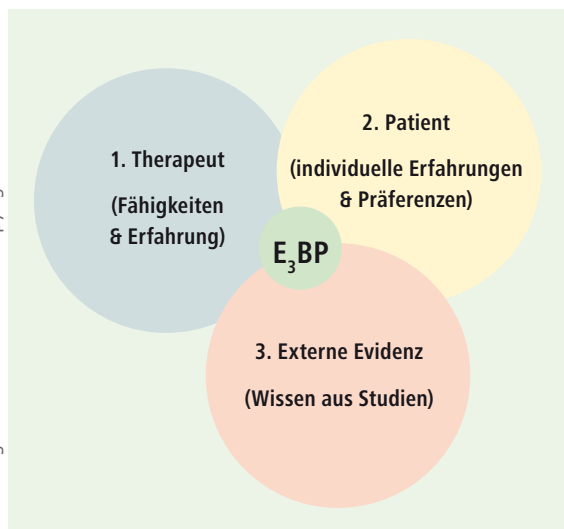 1. Therapeut
(Fähigkeiten
& Erfahrung)
2. Patient
(individuelle Erfahrungen
& Präferenzen)
E₃BP
3. Externe Evidenz
(Wissen aus Studien)